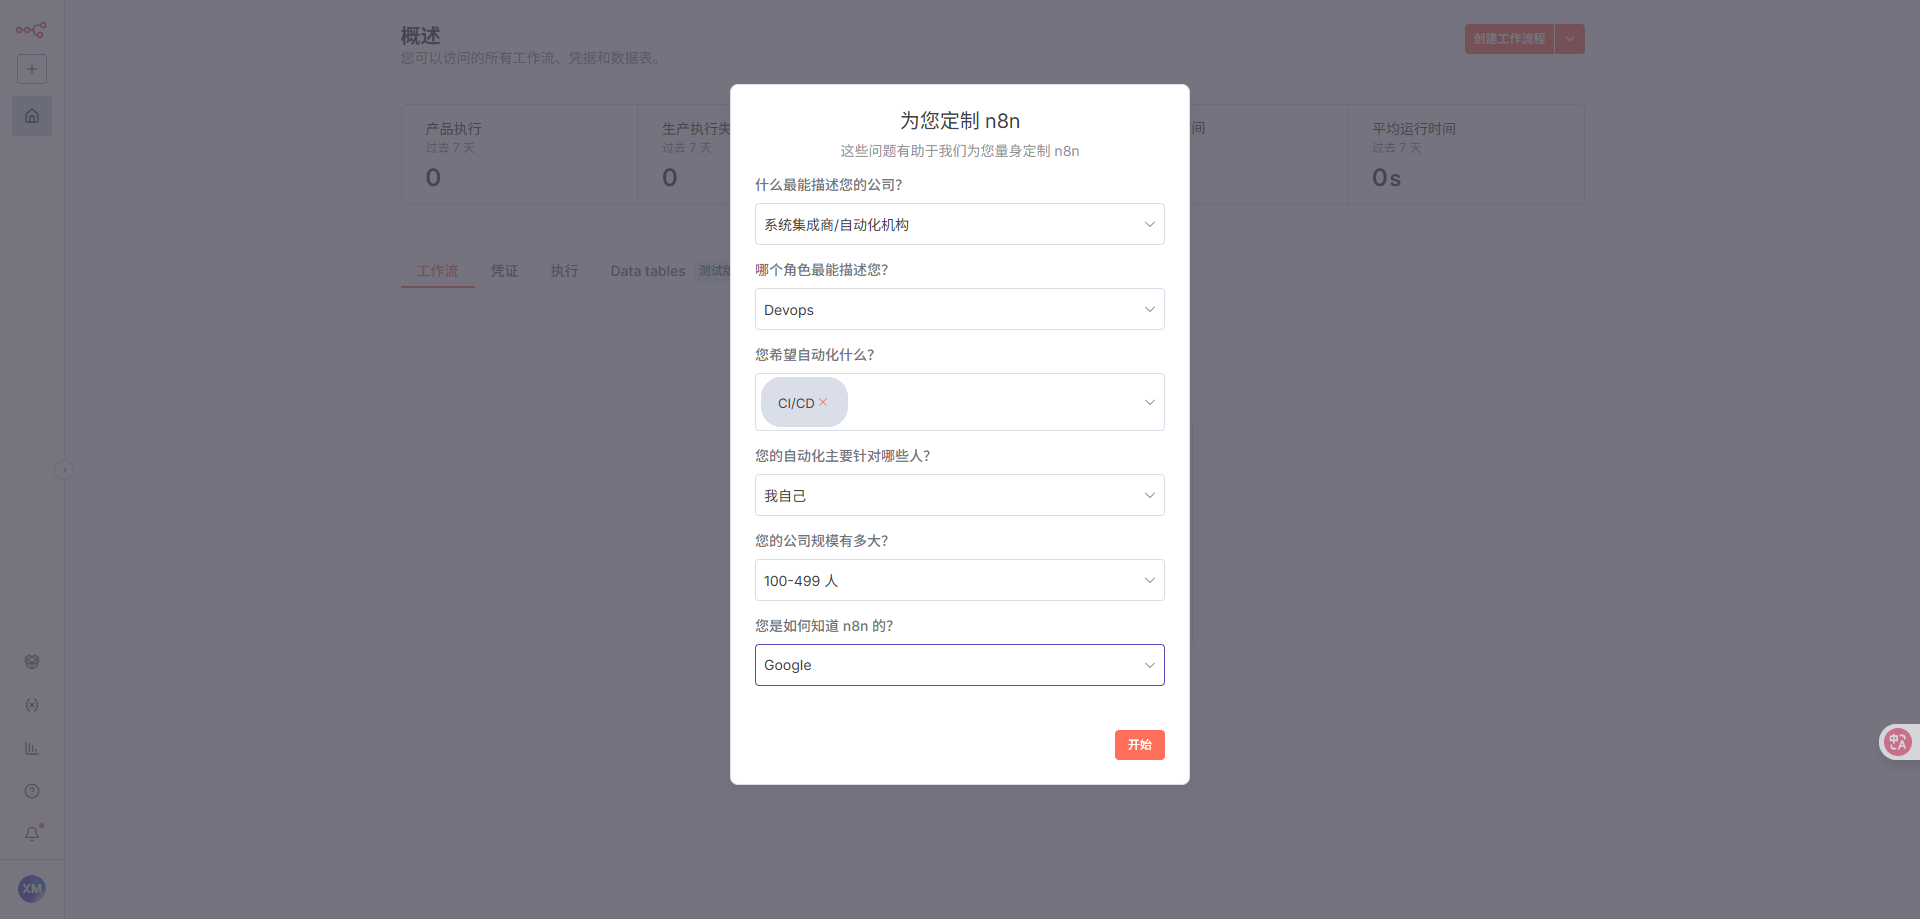 概述
您可以访问的所有工作流、凭据和数据表。
创建工作流程
产品执行
过去 7 天
0
生产执行失
过去 7 天
0
间
平均运行时间
过去 7 天
0s
工作流
凭证
执行
Data tables
测试版
为您定制 n8n
这些问题有助于我们为您量身定制 n8n
什么最能描述您的公司?
系统集成商/自动化机构
哪个角色最能描述您?
Devops
您希望自动化什么?
CI/CD
您的自动化主要针对哪些人?
我自己
您的公司规模有多大?
100-499 人
您是如何知道 n8n 的?
Google
开始
XM
中A